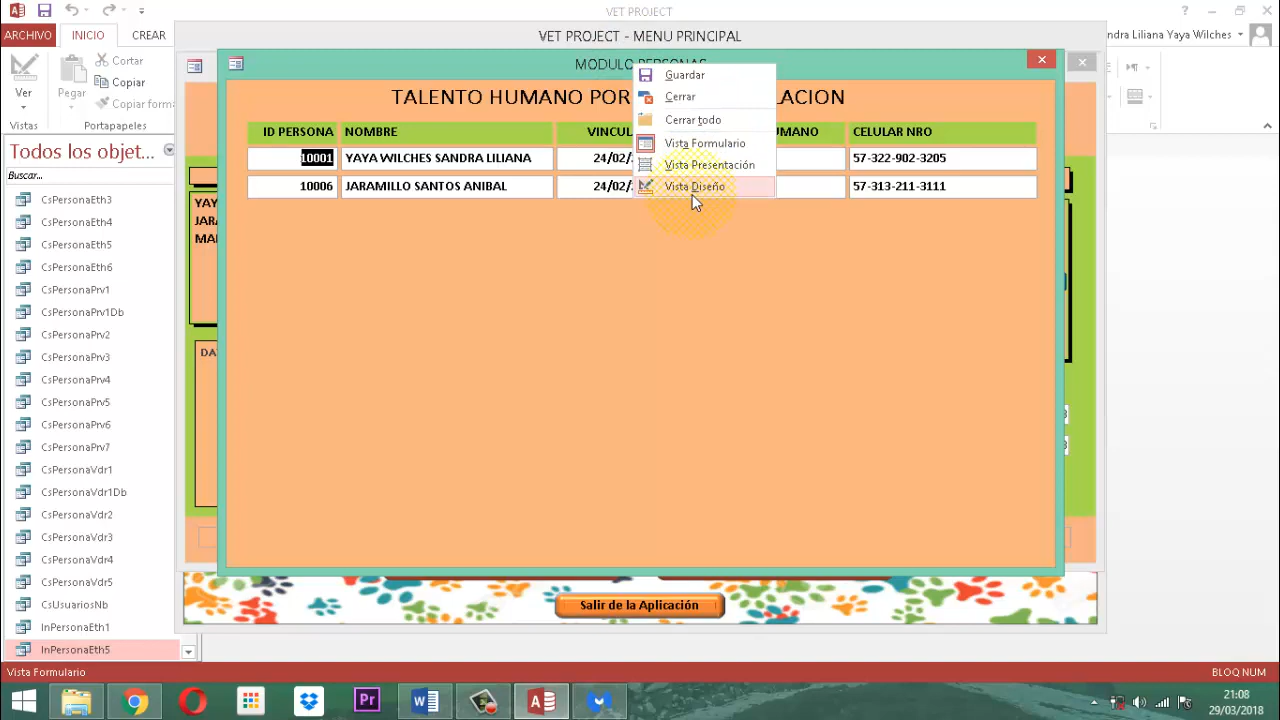 VET PROJECT
ARCHIVO INICIO CREAR
ndra Liliana Yaya Wilches
VET PROJECT - MENU PRINCIPAL
MODULO PERSONAS
Ver
Vistas
Pegar
Cortar
Copiar
Copiar form
Portapapeles
Todos los objet...
Buscar...
CsPersonaEth3
CsPersonaEth4
CsPersonaEth5
CsPersonaEth6
CsPersonaPrv1
CsPersonaPrv1Db
CsPersonaPrv2
CsPersonaPrv3
CsPersonaPrv4
CsPersonaPrv5
CsPersonaPrv6
CsPersonaPrv7
CsPersonaVdr1
CsPersonaVdr1Db
CsPersonaVdr2
CsPersonaVdr3
CsPersonaVdr4
CsPersonaVdr5
CsUsuariosNb
InPersonaEth1
InPersonaEth5
TALENTO HUMANO POR LACION
ID PERSONA NOMBRE VINCUL UMANO CELULAR NRO
10001 YAYA WILCHES SANDRA LILIANA 24/02/ 57-322-902-3205
10006 JARAMILLO SANTOS ANIBAL 24/02/ 57-313-211-3111
Guardar
Cerrar
Cerrar todo
Vista Formulario
Vista Presentación
Vista Diseño
YAY
JAR
MA
DA
Salir de la Aplicación
Vista Formulario
BLOQ NUM
Pr
21:08
29/03/2018